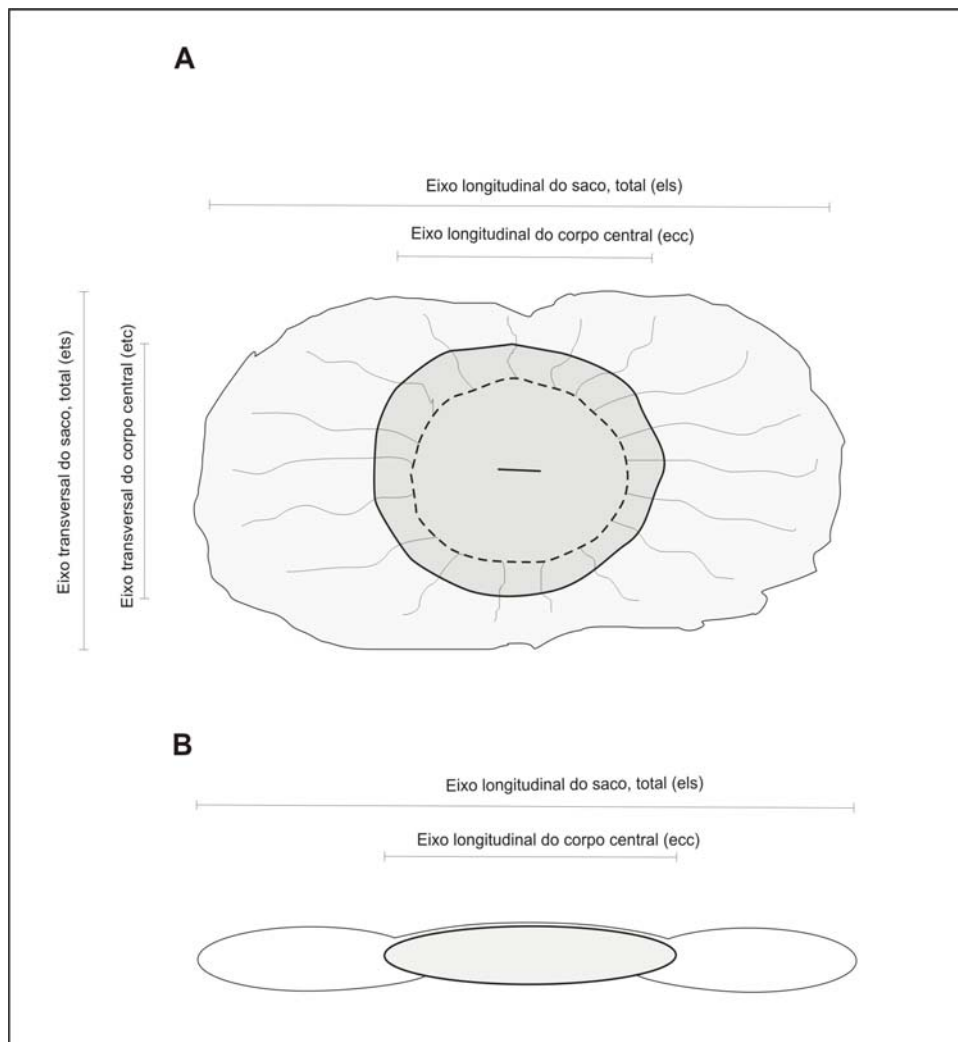 A
Eixo longitudinal do saco, total (els)
Eixo longitudinal do corpo central (ecc)
Eixo transversal do saco, total (ets)
Eixo transversal do corpo central (etc)
B
Eixo longitudinal do saco, total (els)
Eixo longitudinal do corpo central (ecc)